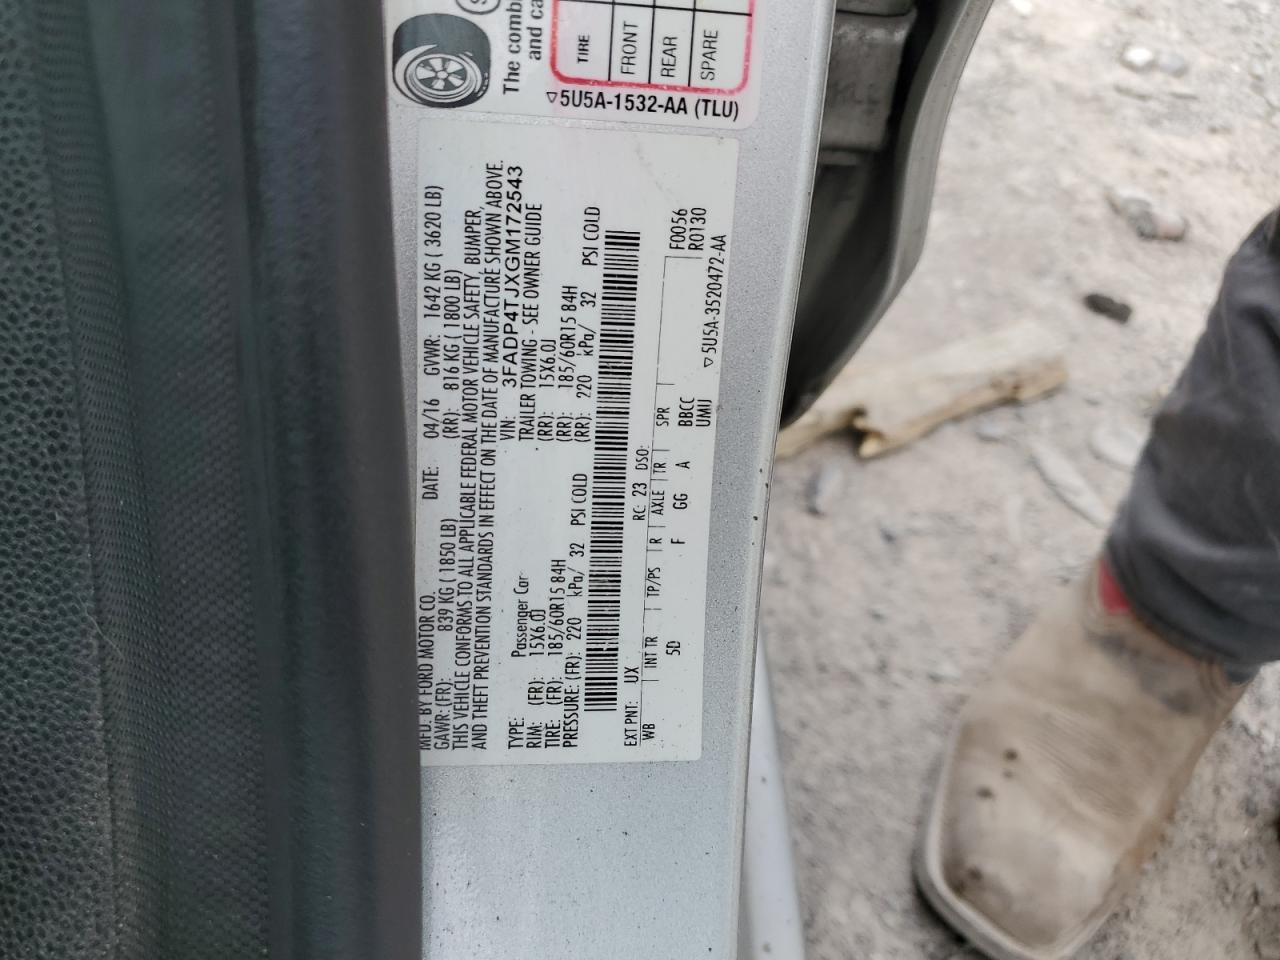 The comb
and ca
TIRE
FRONT
REAR
SPARE
▽5U5A-1532-AA (TLU)
MFD. BY FORD MOTOR CO. DATE: 04/16 GVWR: 1642 KG ( 3620 LB)
GAWR: (FR): 839 KG ( 1850 LB) (RR): 816 KG ( 1800 LB)
THIS VEHICLE CONFORMS TO ALL APPLICABLE FEDERAL MOTOR VEHICLE SAFETY, BUMPER,
AND THEFT PREVENTION STANDARDS IN EFFECT ON THE DATE OF MANUFACTURE SHOWN ABOVE.
VIN: 3FADP4TJXGM172543
TYPE: Passenger Car TRAILER TOWING - SEE OWNER GUIDE
RIM: (FR): 15X6.0J (RR): 15X6.0J
TIRE: (FR): 185/60R15 84H (RR): 185/60R15 84H
PRESSURE: (FR): 220 kPa/ 32 PSI COLD (RR): 220 kPa/ 32 PSI COLD
EXT PNT: UX RC: 23 DSO: F0056
WB INT TR TP/PS R AXLE TR SPR R0130
5D F GG A BBCC
UMIU
▽5U5A-3520472-AA